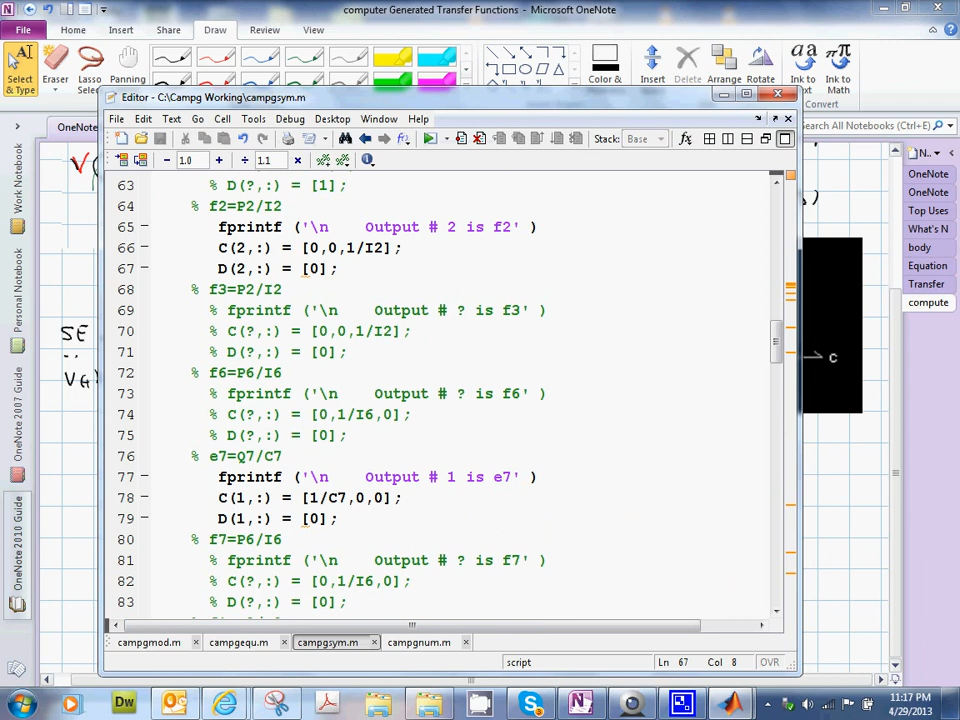 computer Generated Transfer Functions - Microsoft OneNote
File Home Insert Draw Review View
Select & Type
Eraser
Lasso
Panning
Color &
Insert
Delete
Arrange
Rotate
Ink to
Ink to Math
Convert
Editor - C:\Campg Working\campgsym.m
File Edit Text Go Cell Tools Debug Desktop Window Help
Stack: Base
- 1.0 + ÷ 1.1 ×
OneNote
Search All Notebooks (Ctrl+E)
N..
OneNote
OneNote
Top Uses
What's N
body
Equation
Transfer
compute
Work Notebook
Personal Notebook
OneNote 2007 Guide
OneNote 2010 Guide
SE
c
63 % D(?,:) = [1];
64 % f2=P2/I2
65 fprintf ('\n Output # 2 is f2' )
66 C(2,:) = [0,0,1/I2];
67 D(2,:) = [0];
68 % f3=P2/I2
69 % fprintf ('\n Output # ? is f3' )
70 % C(?,:) = [0,0,1/I2];
71 % D(?,:) = [0];
72 % f6=P6/I6
73 % fprintf ('\n Output # ? is f6' )
74 % C(?,:) = [0,1/I6,0];
75 % D(?,:) = [0];
76 % e7=Q7/C7
77 fprintf ('\n Output # 1 is e7' )
78 C(1,:) = [1/C7,0,0];
79 D(1,:) = [0];
80 % f7=P6/I6
81 % fprintf ('\n Output # ? is f7' )
82 % C(?,:) = [0,1/I6,0];
83 % D(?,:) = [0];
campgmod.m × campgequ.m × campgsym.m × campgnum.m ×
script Ln 67 Col 8 OVR
Dw
11:17 PM
4/29/2013